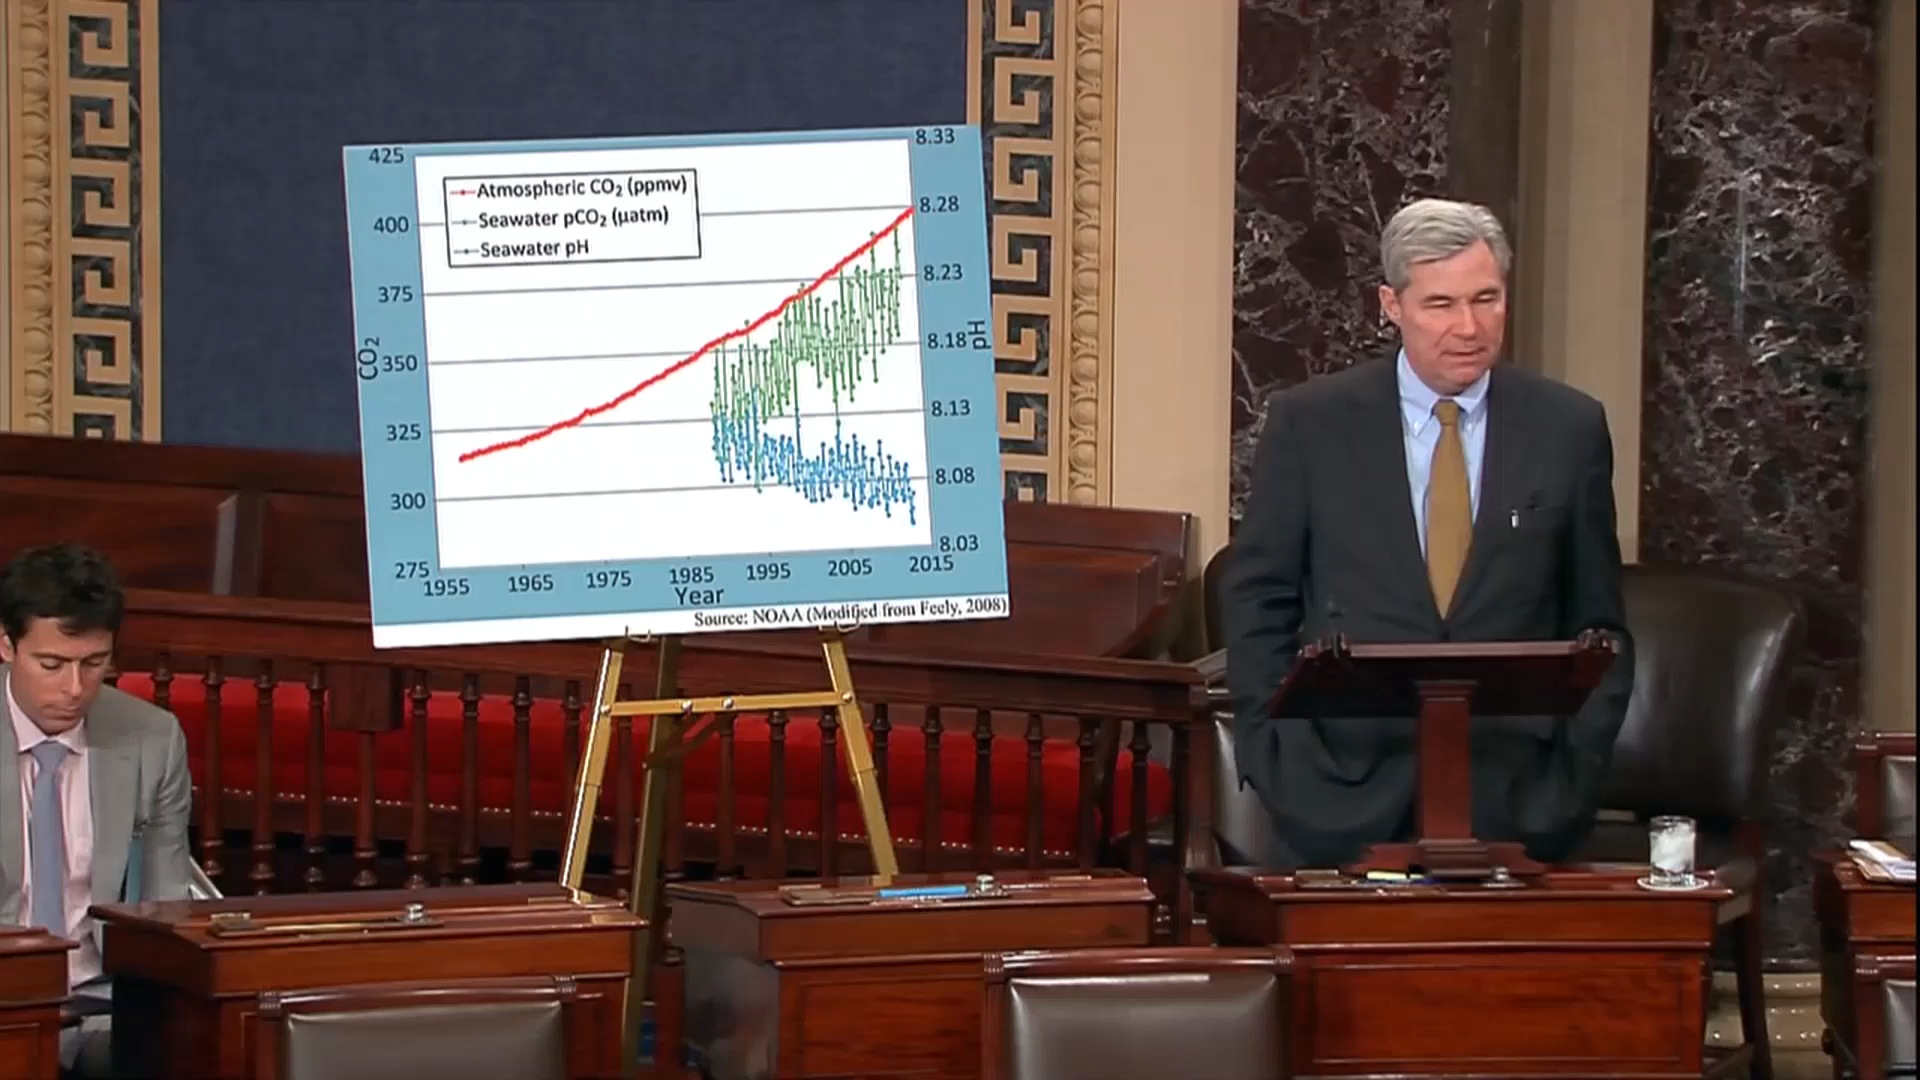 Atmospheric CO₂ (ppmv)
Seawater pCO₂ (µatm)
Seawater pH
425
400
375
350
325
300
275
CO₂
8.33
8.28
8.23
8.18
8.13
8.08
8.03
pH
1955 1965 1975 1985 1995 2005 2015
Year
Source: NOAA (Modified from Feely, 2008)